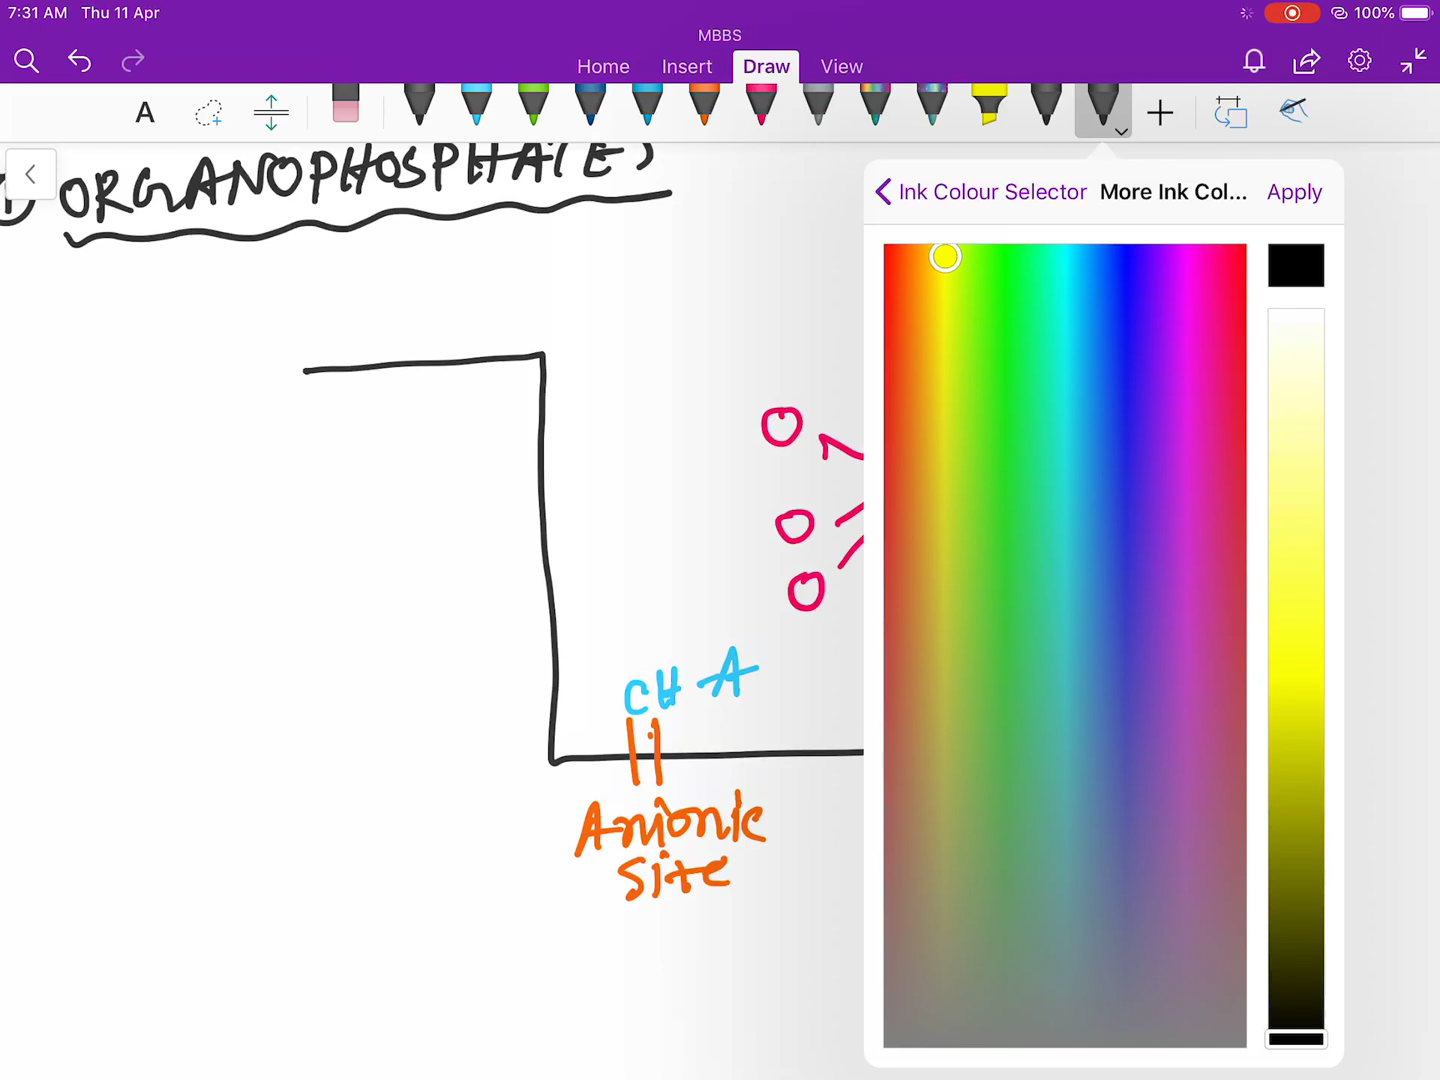 7:31 AM Thu 11 Apr 100%
MBBS
Home Insert Draw View
A
ORGANOPHOSPHATES
Ink Colour Selector More Ink Col... Apply
O
O
O
CH-A
Anionic
Site